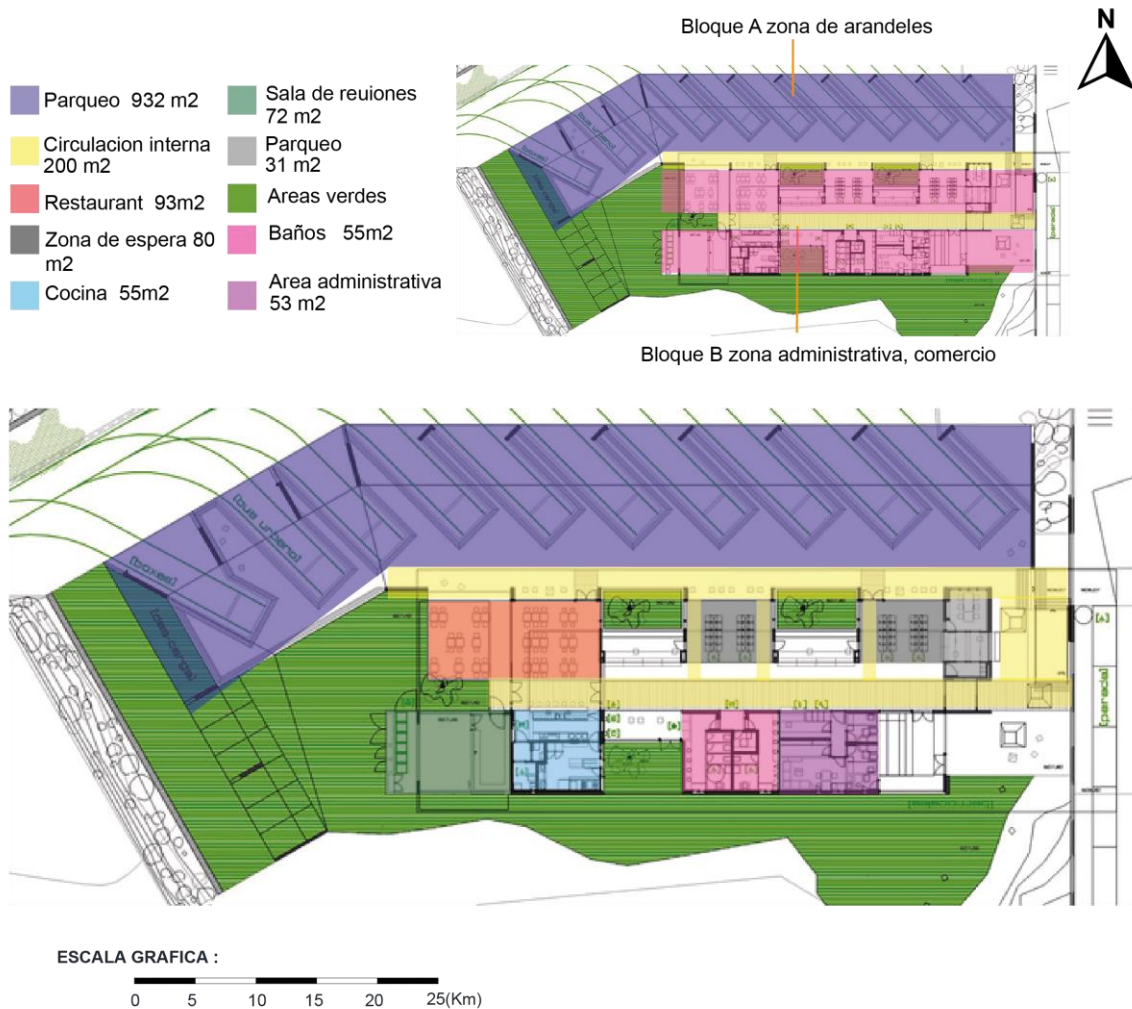 Bloque A zona de arandeles
N
Parqueo 932 m2
Sala de reuiones
72 m2
Circulacion interna
200 m2
Parqueo
31 m2
Restaurant 93m2
Areas verdes
Zona de espera 80
m2
Baños 55m2
Cocina 55m2
Area administrativa
53 m2
Bloque B zona administrativa, comercio
[bus urbano]
[boxes]
[parada]
ESCALA GRAFICA :
0 5 10 15 20 25(Km)